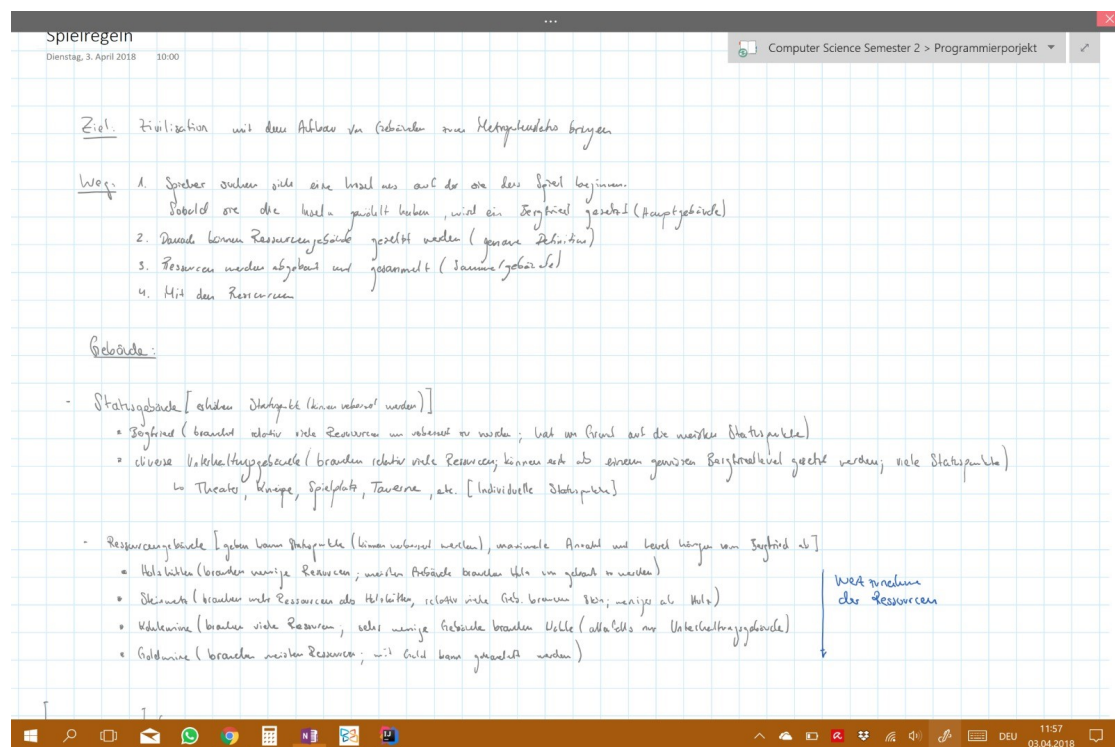 ...
Spielregeln
Dienstag, 3. April 2018 10:00
Computer Science Semester 2 > Programmierporjekt
Ziel: Zivilisation mit dem Aufbau von Gebäuden zum bringen
Weg: 1. Spieler suchen sich eine Insel aus auf der sie das Spiel beginnen.
Sobald sie die Inseln gewählt haben, wird ein Bergfried gesetzt (Hauptgebäude)
2. Danach können Ressourcengebäude gesetzt werden (genaue Definition)
3. Ressourcen werden abgebaut und gesammelt (Sammelgebäude)
4. Mit den Ressourcen
Gebäude:
- Statusgebäude [erhöhen Statuspunkte (können verbessert werden)]
• Bergfried (brauchet relativ viele Ressourcen um verbessert zu werden; hat im Grund auf die meisten Statuspunkte)
• diverse Unterhaltungsgebäude (brauchen relativ viele Ressourcen; können erst ab einem gewissen Bergfriedlevel gesetzt werden; viele Statuspunkte)
↳ Theater, Kneipe, Spielplatz, Taverne, etc. [Individuelle Statuspunkte]
- Ressourcengebäude [geben kaum Statuspunkte (können verbessert werden), maximale Anzahl und Level hängen vom Bergfried ab]
• Holzhütten (brauchen wenige Ressourcen; meisten Gebäude brauchen Holz um gebaut zu werden)
• Steinmetz (brauchen mehr Ressourcen als Holzhütten, relativ viele Geb. brauchen Stein; weniger als Holz)
• Kohlemine (brauchen viele Ressourcen; sehr wenige Gebäude brauchen Kohle ( nur Unterhaltungsgebäude)
• Goldmine (brauchen meisten Ressourcen; mit Gold kann gehandelt werden)
Wert zunehme
der Ressourcen
DEU
11:57
03.04.2018